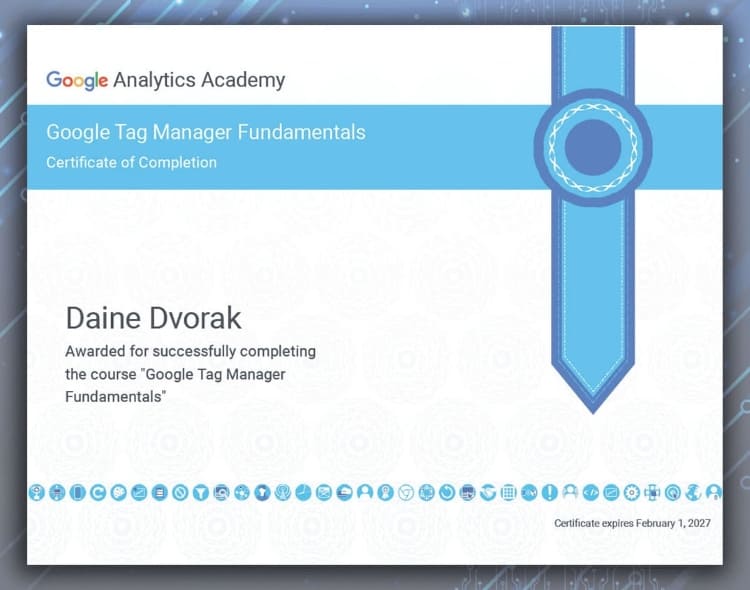 Google Analytics Academy
Google Tag Manager Fundamentals
Certificate of Completion
Daine Dvorak
Awarded for successfully completing
the course "Google Tag Manager
Fundamentals"
Certificate expires February 1, 2027